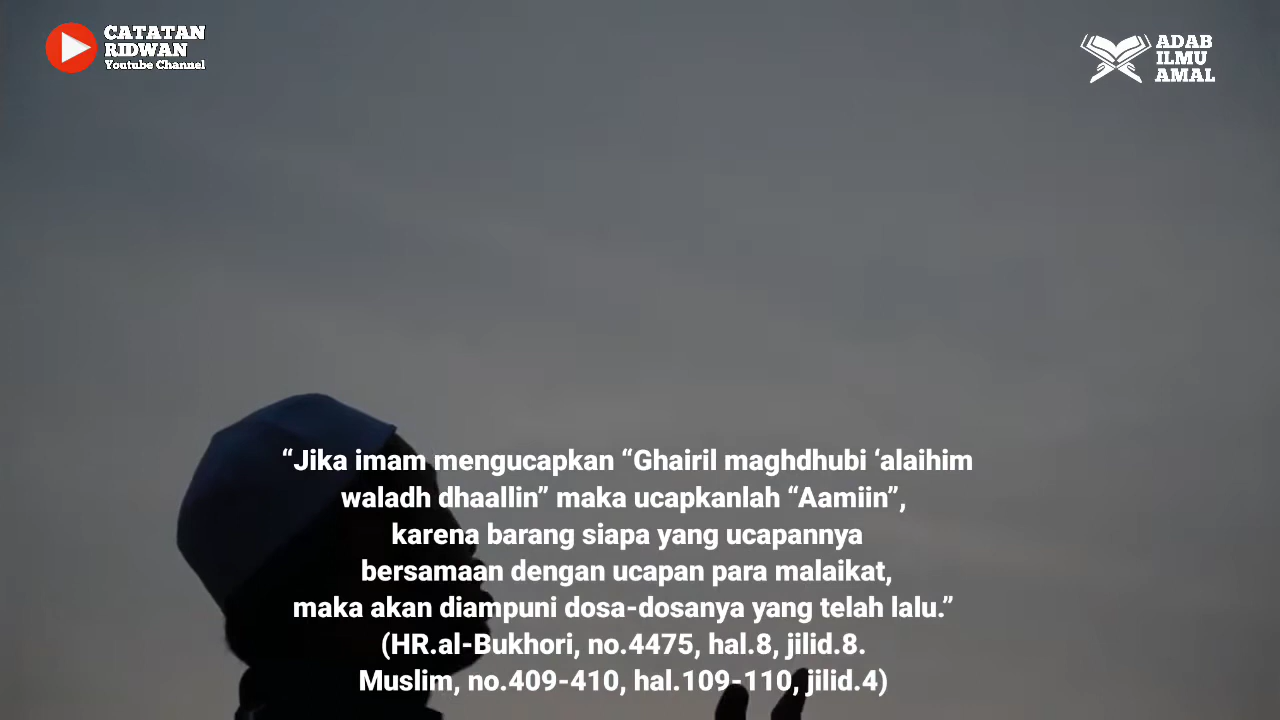 CATATAN
RIDWAN
Youtube Channel
ADAB
ILMU
AMAL
“Jika imam mengucapkan “Ghairil maghdhubi ‘alaihim
waladh dhaallin” maka ucapkanlah “Aamiin”,
karena barang siapa yang ucapannya
bersamaan dengan ucapan para malaikat,
maka akan diampuni dosa-dosanya yang telah lalu.”
(HR.al-Bukhori, no.4475, hal.8, jilid.8.
Muslim, no.409-410, hal.109-110, jilid.4)